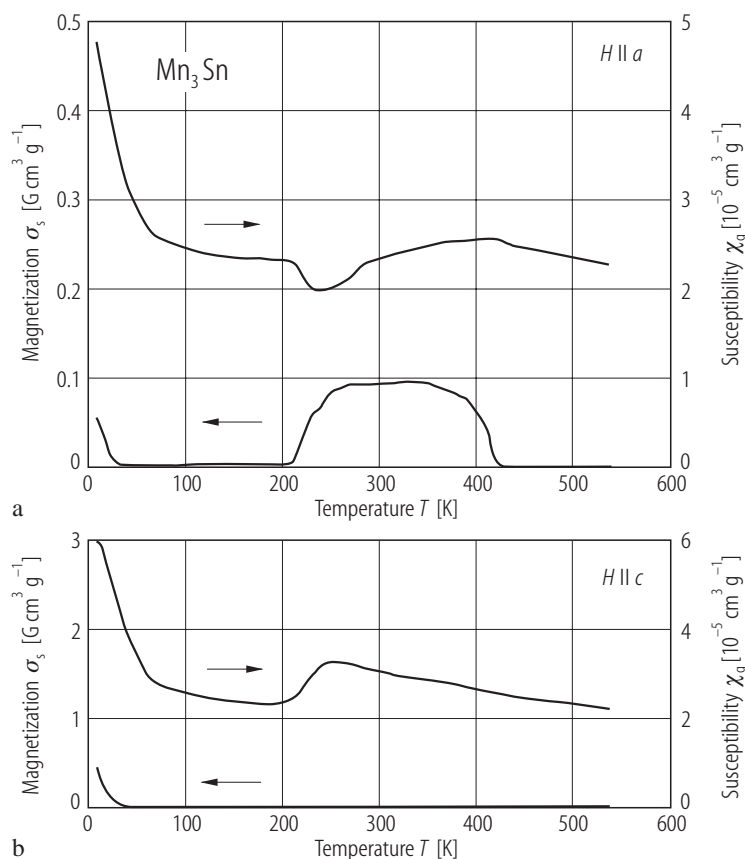 Mn₃Sn
H II a
0.5
0.4
0.3
0.2
0.1
0
Magnetization σₛ [G cm³ g⁻¹]
5
4
3
2
1
0
Susceptibility χg [10⁻⁵ cm³ g⁻¹]
0 100 200 300 400 500 600
Temperature T [K]
a
H II c
3
2
1
0
Magnetization σₛ [G cm³ g⁻¹]
6
4
2
0
Susceptibility χg [10⁻⁵ cm³ g⁻¹]
0 100 200 300 400 500 600
Temperature T [K]
b